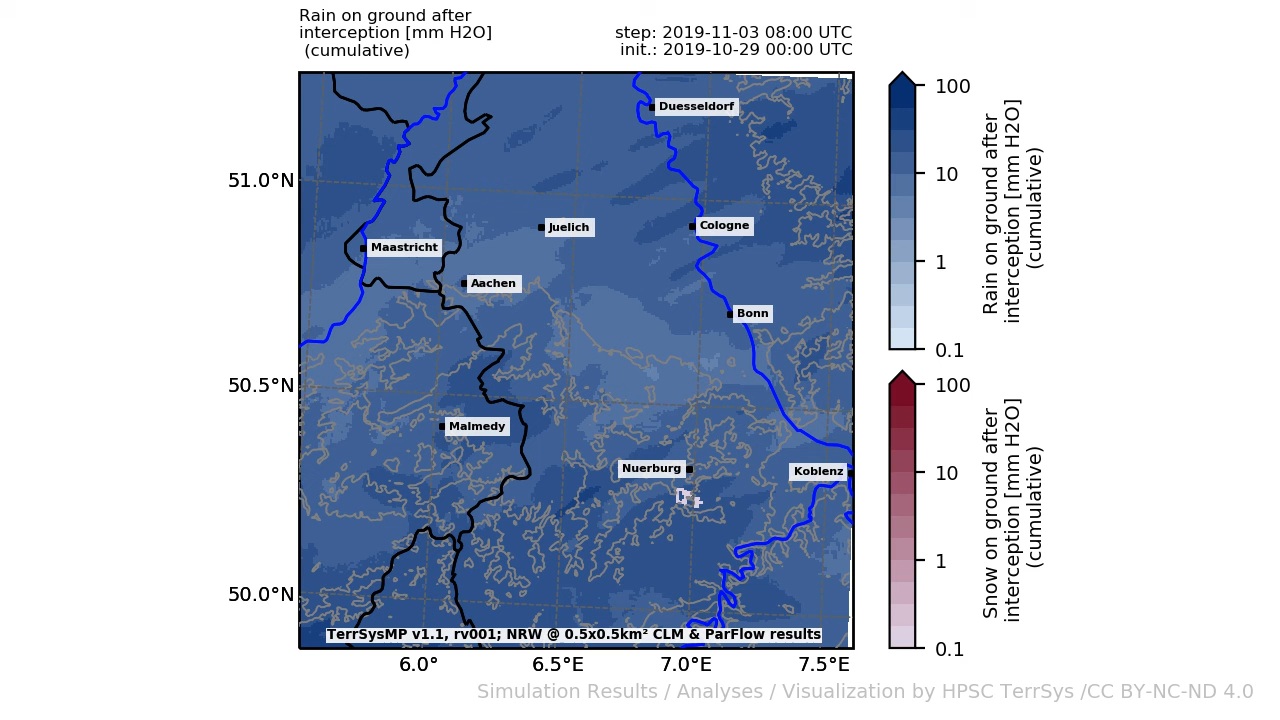 Rain on ground after
interception [mm H2O]
(cumulative)
step: 2019-11-03 08:00 UTC
init.: 2019-10-29 00:00 UTC
Duesseldorf
51.0°N
Juelich
Cologne
Maastricht
Aachen
Bonn
50.5°N
Malmedy
Nuerburg
Koblenz
50.0°N
TerrSysMP v1.1, rv001; NRW @ 0.5x0.5km² CLM & ParFlow results
6.0°
6.5°E
7.0°E
7.5°E
100
10
1
0.1
Rain on ground after
interception [mm H2O]
(cumulative)
100
10
1
0.1
Snow on ground after
interception [mm H2O]
(cumulative)
Simulation Results / Analyses / Visualization by HPSC TerrSys /CC BY-NC-ND 4.0